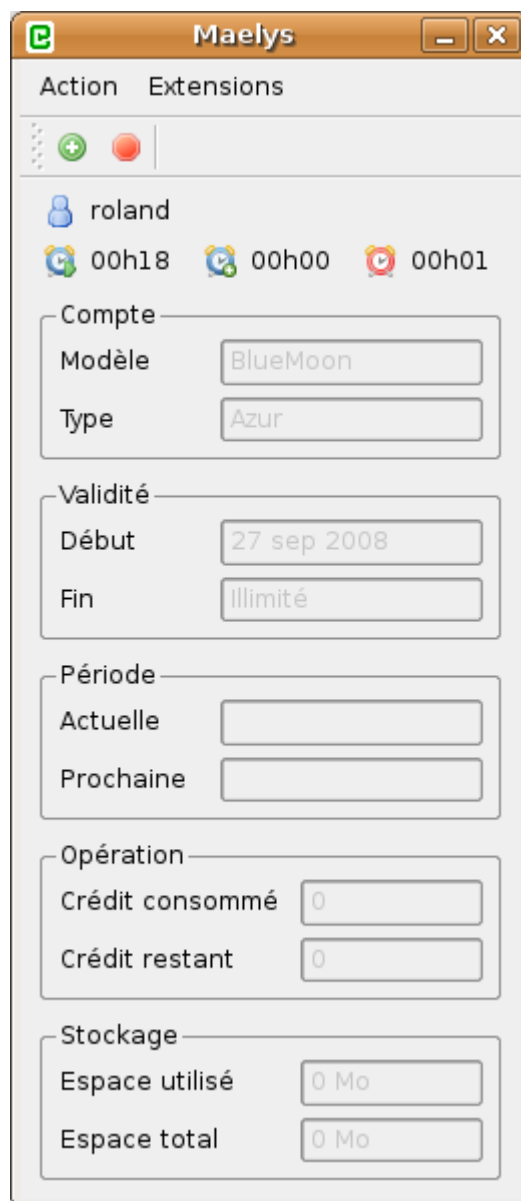 Maelys
Action Extensions
roland
00h18 00h00 00h01
Compte
Modèle BlueMoon
Type Azur
Validité
Début 27 sep 2008
Fin Illimité
Période
Actuelle
Prochaine
Opération
Crédit consommé 0
Crédit restant 0
Stockage
Espace utilisé 0 Mo
Espace total 0 Mo